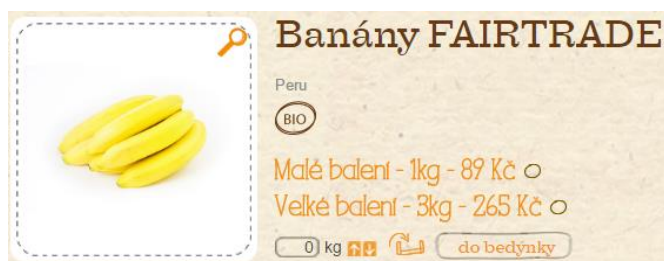 Banány FAIRTRADE
Peru
BIO
Malé balení - 1kg - 89 Kč
Velké balení - 3kg - 265 Kč
0 kg do bedýnky